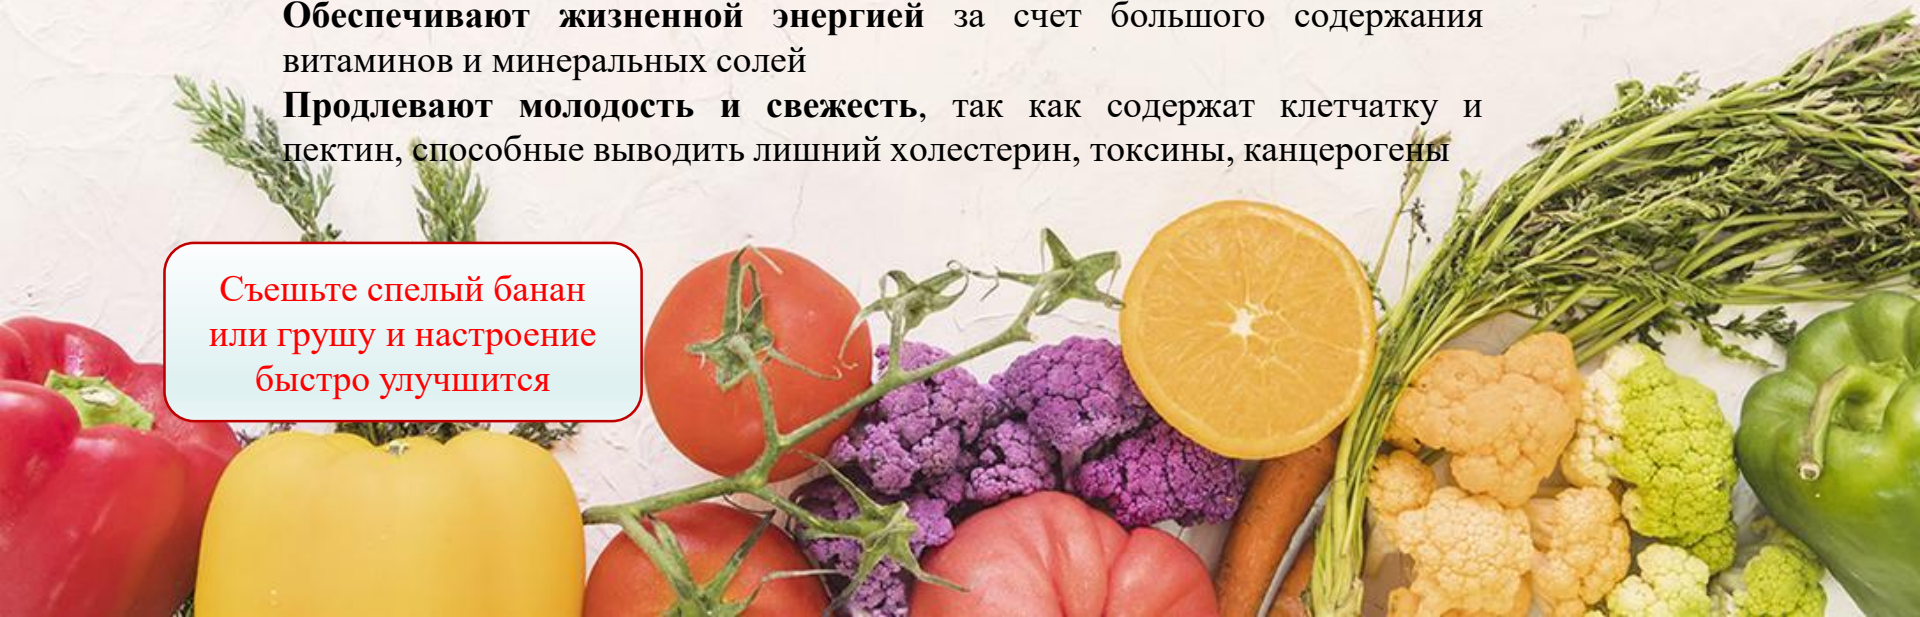 Обеспечивают жизненной энергией за счет большого содержания
витаминов и минеральных солей
Продлевают молодость и свежесть, так как содержат клетчатку и
пектин, способные выводить лишний холестерин, токсины, канцерогены
Съешьте спелый банан
или грушу и настроение
быстро улучшится